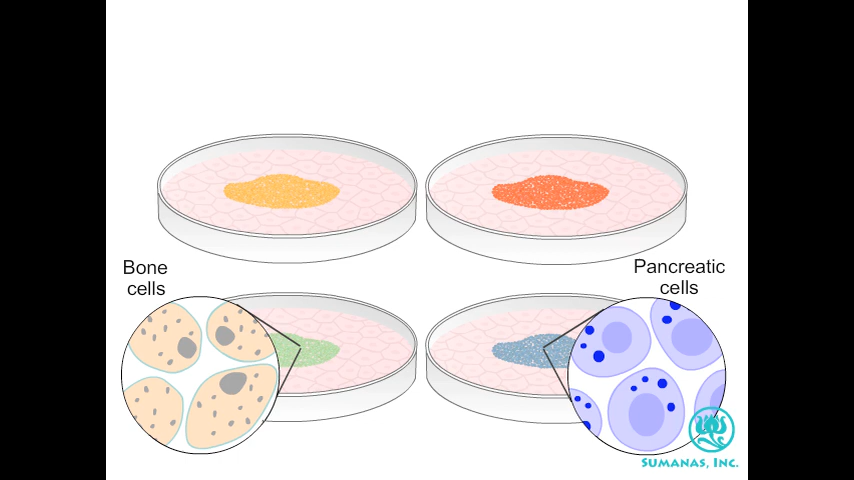 Bone
cells
Pancreatic
cells
SUMANAS, INC.